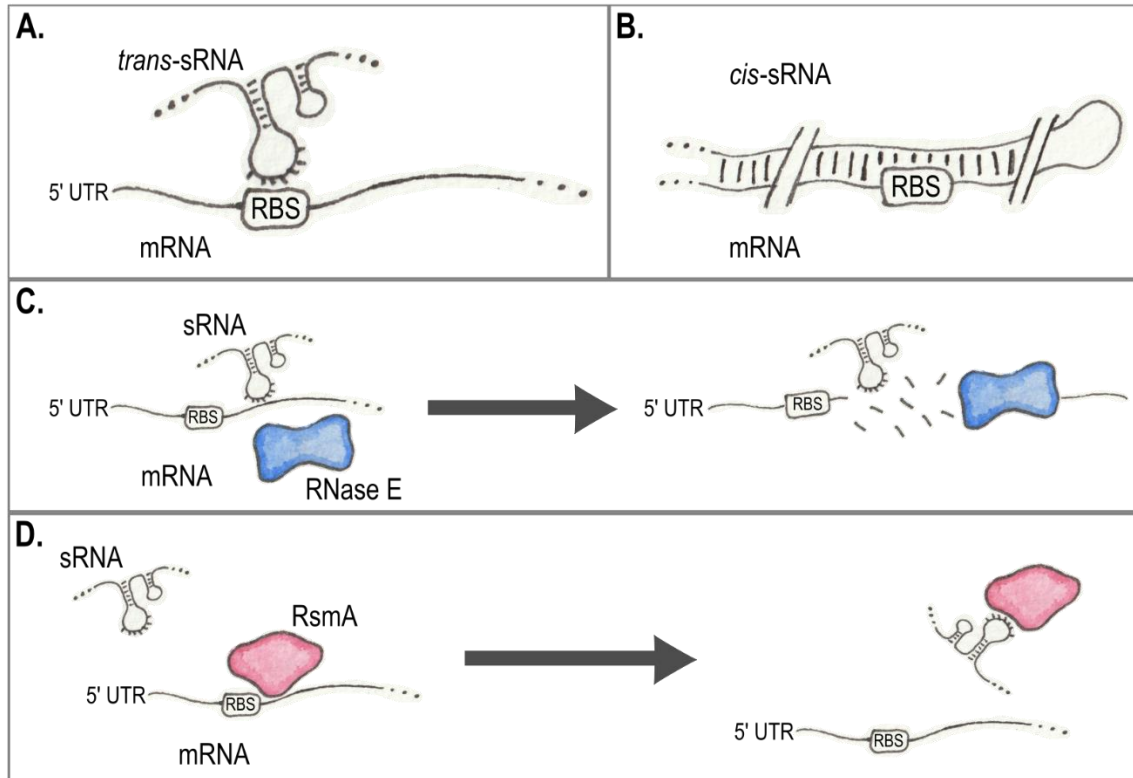 A.
trans-sRNA
5' UTR
RBS
mRNA
B.
cis-sRNA
RBS
mRNA
C.
sRNA
5' UTR
RBS
mRNA
RNase E
5' UTR
RBS
D.
sRNA
RsmA
5' UTR
RBS
mRNA
5' UTR
RBS